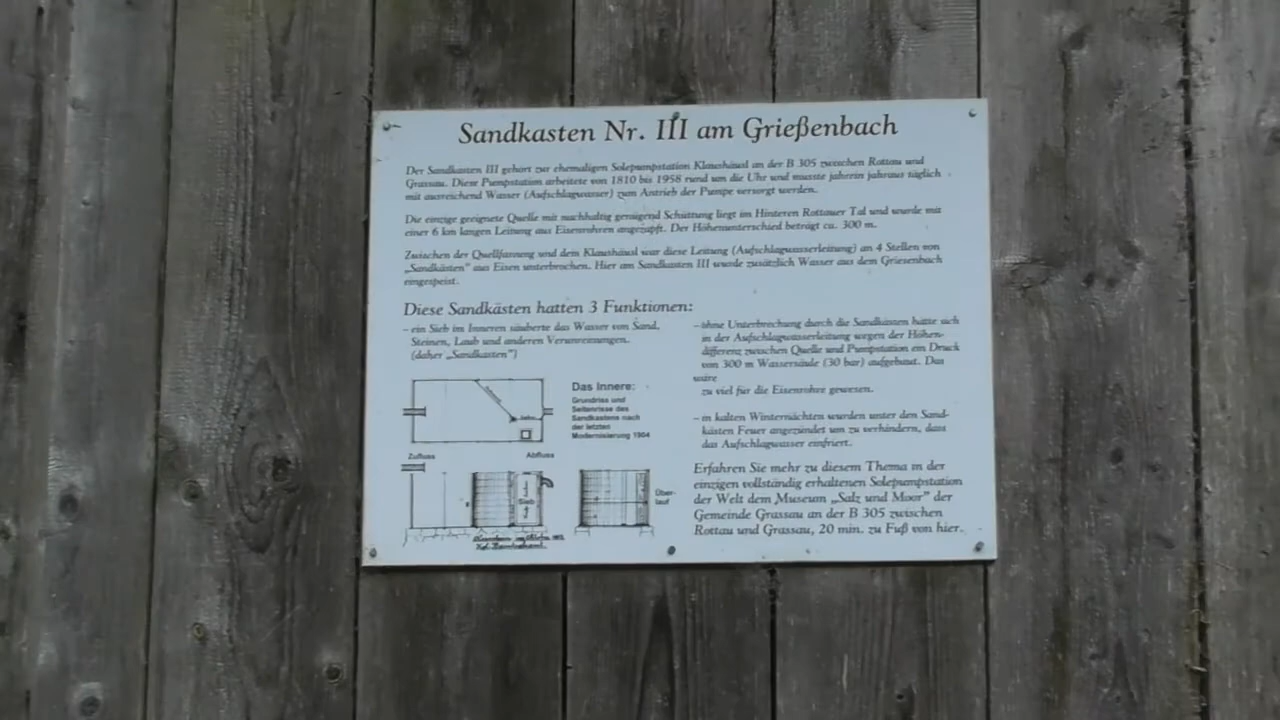 Sandkasten Nr. III am Grießenbach
Der Sandkasten III gehört zur ehemaligen Solepumpstation Klaushäusl an der B 305 zwischen Rottau und
Grassau. Diese Pumpstation arbeitete von 1810 bis 1958 rund um die Uhr und musste jahrein jahraus täglich
mit ausreichend Wasser (Aufschlagwasser) zum Antrieb der Pumpe versorgt werden.
Die einzige geeignete Quelle mit nachhaltig genügend Schüttung liegt im Hinteren Rottauer Tal und wurde mit
einer 6 km langen Leitung aus Eisenrohren angezapft. Der Höhenunterschied beträgt ca. 300 m.
Zwischen der Quellfassung und dem Klaushäusl war diese Leitung (Aufschlagwasserleitung) an 4 Stellen von
„Sandkästen" aus Eisen unterbrochen. Hier am Sandkasten III wurde zusätzlich Wasser aus dem Griesenbach
eingespeist.
Diese Sandkästen hatten 3 Funktionen:
– ein Sieb im Inneren säuberte das Wasser von Sand,
Steinen, Laub und anderen Verunreinigungen.
(daher „Sandkasten")
Das Innere:
Grundriss und
Seitenrisse des
Sandkastens nach
der letzten
Modernisierung 1904
Zufluss
Abfluss
Sieb
Über-
lauf
– ohne Unterbrechung durch die Sandkästen hätte sich
in der Aufschlagwasserleitung wegen der Höhen-
differenz zwischen Quelle und Pumpstation ein Druck
von 300 m Wassersäule (30 bar) aufgebaut. Das
wäre
zu viel für die Eisenrohre gewesen.
– in kalten Winternächten wurden unter den Sand-
kästen Feuer angezündet um zu verhindern, dass
das Aufschlagwasser einfriert.
Erfahren Sie mehr zu diesem Thema in der
einzigen vollständig erhaltenen Solepumpstation
der Welt dem Museum „Salz und Moor" der
Gemeinde Grassau an der B 305 zwischen
Rottau und Grassau, 20 min. zu Fuß von hier.